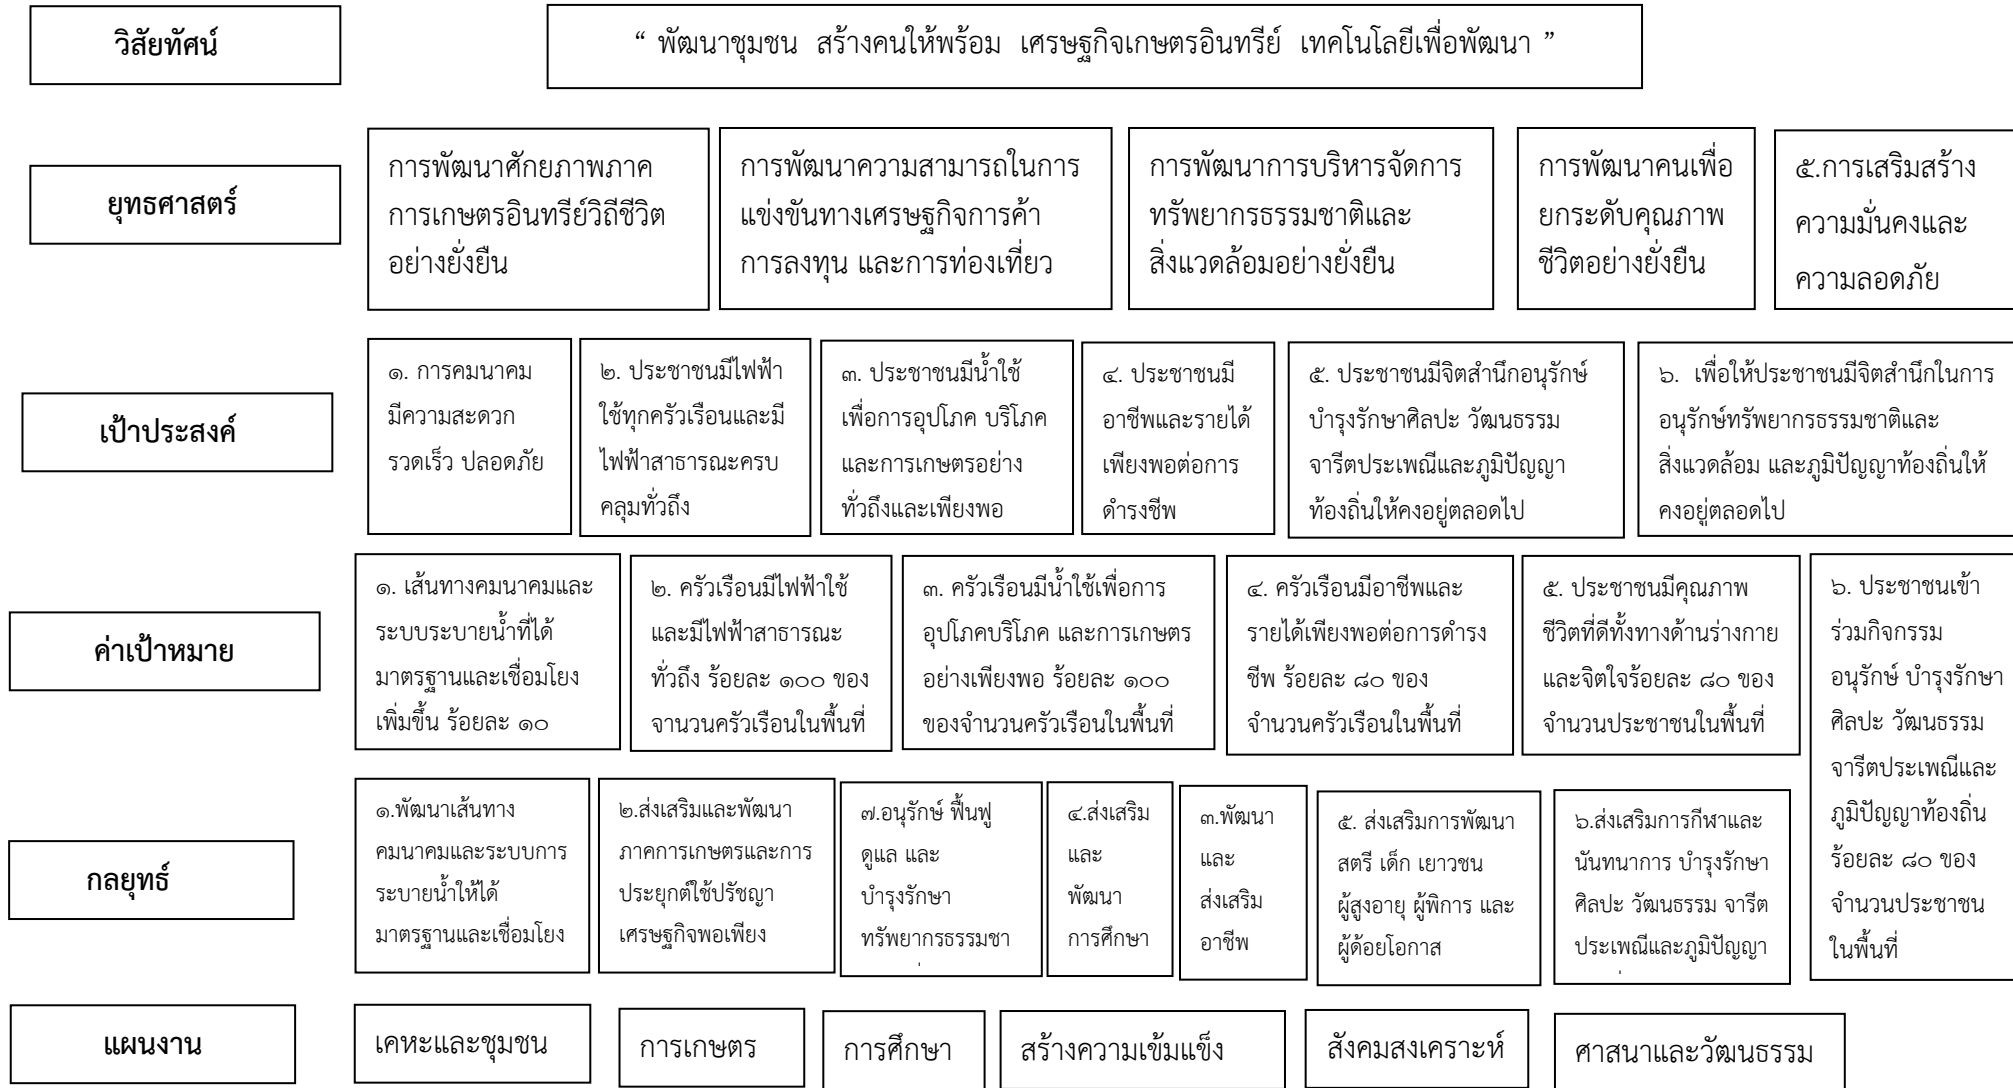 วิสัยทัศน์
“ พัฒนาชุมชน สร้างคนให้พร้อม เศรษฐกิจเกษตรอินทรีย์ เทคโนโลยีเพื่อพัฒนา ”
ยุทธศาสตร์
การพัฒนาศักยภาพภาค
การเกษตรอินทรีย์วิถีชีวิต
อย่างยั่งยืน
การพัฒนาความสามารถในการ
แข่งขันทางเศรษฐกิจการค้า
การลงทุน และการท่องเที่ยว
การพัฒนาการบริหารจัดการ
ทรัพยากรธรรมชาติและ
สิ่งแวดล้อมอย่างยั่งยืน
การพัฒนาคนเพื่อ
ยกระดับคุณภาพ
ชีวิตอย่างยั่งยืน
๕.การเสริมสร้าง
ความมั่นคงและ
ความลอดภัย
เป้าประสงค์
๑. การคมนาคม
มีความสะดวก
รวดเร็ว ปลอดภัย
๒. ประชาชนมีไฟฟ้า
ใช้ทุกครัวเรือนและมี
ไฟฟ้าสาธารณะครบ
คลุมทั่วถึง
๓. ประชาชนมีน้ำใช้
เพื่อการอุปโภค บริโภค
และการเกษตรอย่าง
ทั่วถึงและเพียงพอ
๔. ประชาชนมี
อาชีพและรายได้
เพียงพอต่อการ
ดำรงชีพ
๕. ประชาชนมีจิตสำนึกอนุรักษ์
บำรุงรักษาศิลปะ วัฒนธรรม
จารีตประเพณีและภูมิปัญญา
ท้องถิ่นให้คงอยู่ตลอดไป
๖. เพื่อให้ประชาชนมีจิตสำนึกในการ
อนุรักษ์ทรัพยากรธรรมชาติและ
สิ่งแวดล้อม และภูมิปัญญาท้องถิ่นให้
คงอยู่ตลอดไป
ค่าเป้าหมาย
๑. เส้นทางคมนาคมและ
ระบบระบายน้ำที่ได้
มาตรฐานและเชื่อมโยง
เพิ่มขึ้น ร้อยละ ๑๐
๒. ครัวเรือนมีไฟฟ้าใช้
และมีไฟฟ้าสาธารณะ
ทั่วถึง ร้อยละ ๑๐๐ ของ
จานวนครัวเรือนในพื้นที่
๓. ครัวเรือนมีน้ำใช้เพื่อการ
อุปโภคบริโภค และการเกษตร
อย่างเพียงพอ ร้อยละ ๑๐๐
ของจำนวนครัวเรือนในพื้นที่
๔. ครัวเรือนมีอาชีพและ
รายได้เพียงพอต่อการดำรง
ชีพ ร้อยละ ๘๐ ของ
จำนวนครัวเรือนในพื้นที่
๕. ประชาชนมีคุณภาพ
ชีวิตที่ดีทั้งทางด้านร่างกาย
และจิตใจร้อยละ ๘๐ ของ
จำนวนประชาชนในพื้นที่
๖. ประชาชนเข้า
ร่วมกิจกรรม
อนุรักษ์ บำรุงรักษา
ศิลปะ วัฒนธรรม
จารีตประเพณีและ
ภูมิปัญญาท้องถิ่น
ร้อยละ ๘๐ ของ
จำนวนประชาชน
ในพื้นที่
กลยุทธ์
๑.พัฒนาเส้นทาง
คมนาคมและระบบการ
ระบายน้ำให้ได้
มาตรฐานและเชื่อมโยง
๒.ส่งเสริมและพัฒนา
ภาคการเกษตรและการ
ประยุกต์ใช้ปรัชญา
เศรษฐกิจพอเพียง
๗.อนุรักษ์ ฟื้นฟู
ดูแล และ
บำรุงรักษา
ทรัพยากรธรรมชา
๔.ส่งเสริม
และ
พัฒนา
การศึกษา
๓.พัฒนา
และ
ส่งเสริม
อาชีพ
๕. ส่งเสริมการพัฒนา
สตรี เด็ก เยาวชน
ผู้สูงอายุ ผู้พิการ และ
ผู้ด้อยโอกาส
๖.ส่งเสริมการกีฬาและ
นันทนาการ บำรุงรักษา
ศิลปะ วัฒนธรรม จารีต
ประเพณีและภูมิปัญญา
แผนงาน
เคหะและชุมชน
การเกษตร
การศึกษา
สร้างความเข้มแข็ง
สังคมสงเคราะห์
ศาสนาและวัฒนธรรม